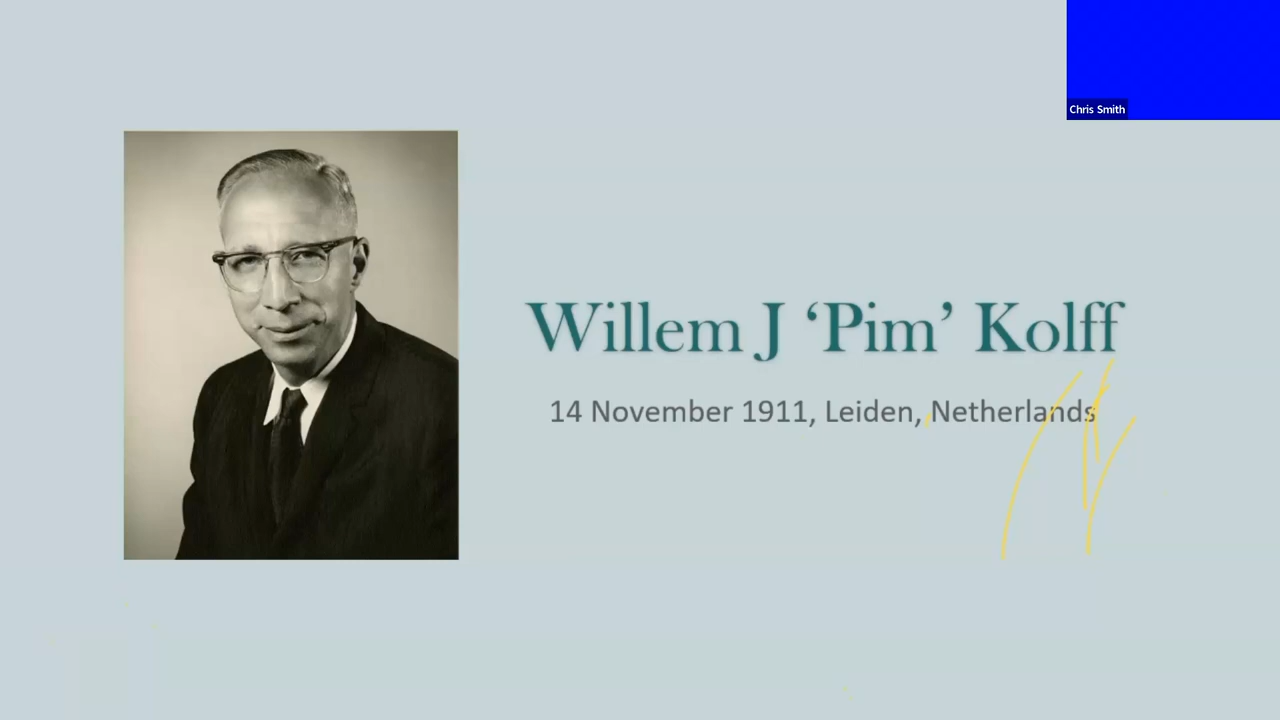 Chris Smith
Willem J ‘Pim’ Kolff
14 November 1911, Leiden, Netherlands